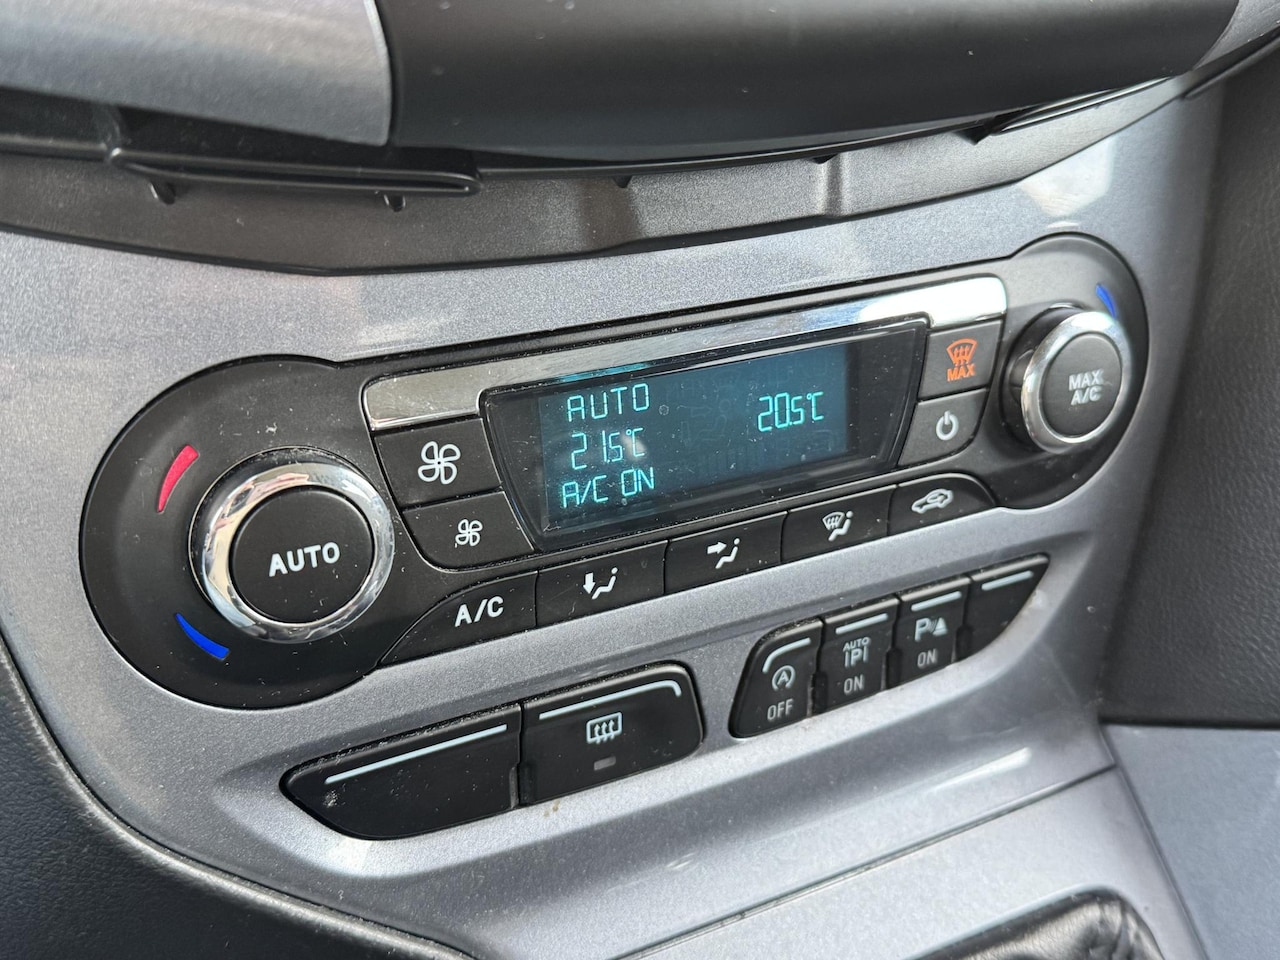 AUTO
21.5°C
20.5°C
A/C ON
MAX
MAX
A/C
AUTO
A/C
A
OFF
AUTO
P
ON
P
ON